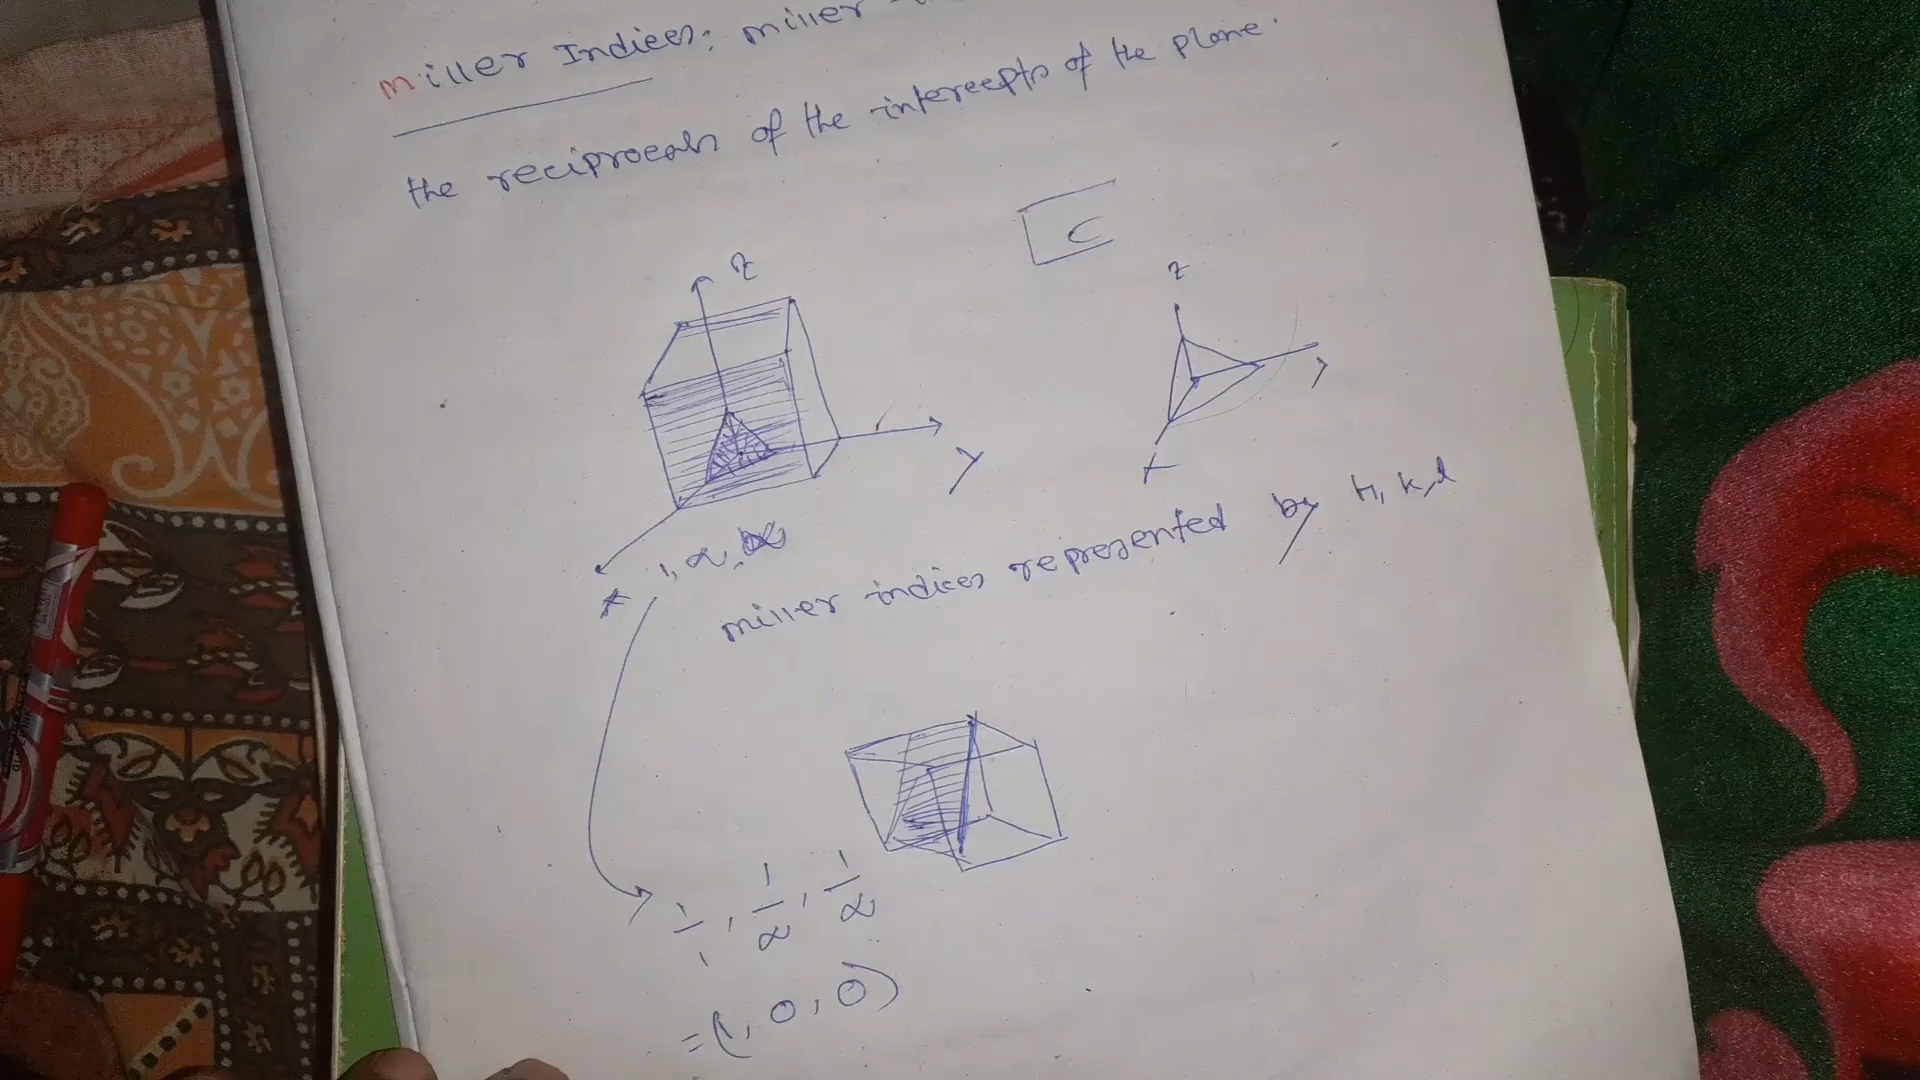 Miller Indices: miller
the reciprocals of the intercepts of the plane.
C
z
z
y
y
x
x
1, ∝, ∝
miller indices represented by H, k, l
1/1, 1/∝, 1/∝
=(1, 0, 0)